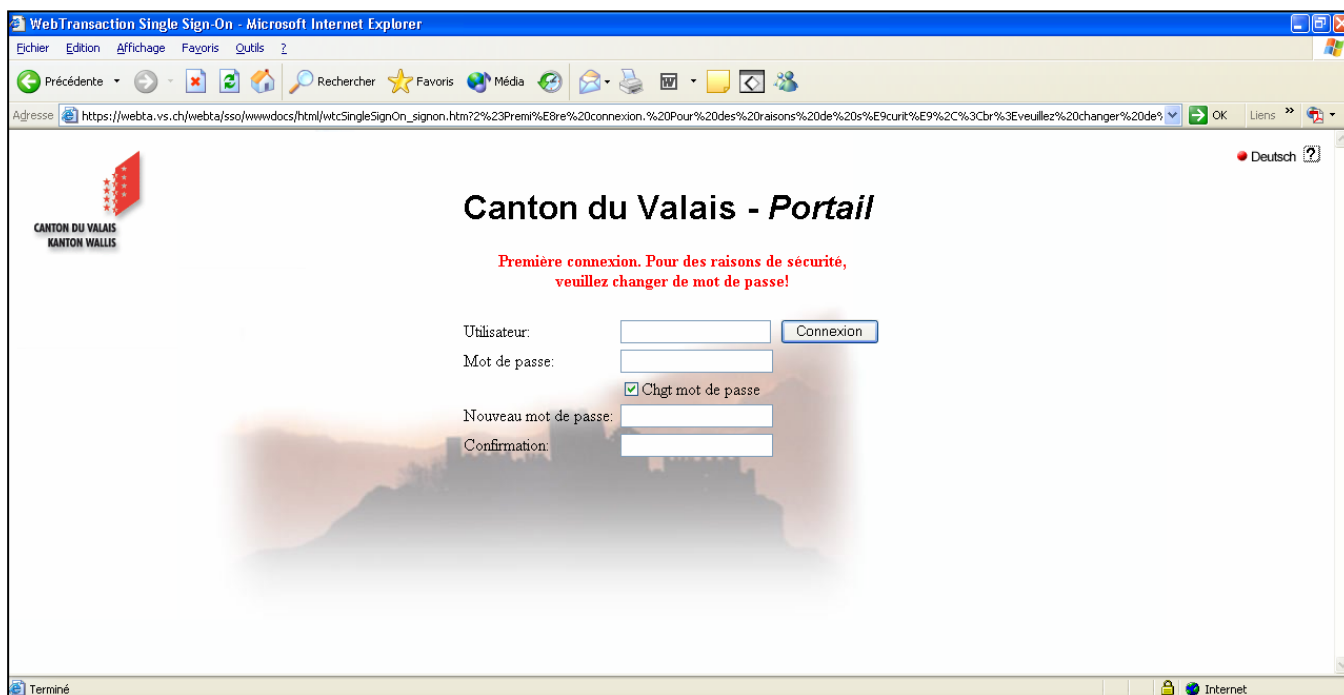 WebTransaction Single Sign-On - Microsoft Internet Explorer
Fichier Edition Affichage Favoris Outils ?
Précédente Rechercher Favoris Média
Adresse https://webta.vs.ch/webta/sso/wwwdocs/html/wtcSingleSignOn_signon.htm?2%23Premi%E8re%20connexion.%20Pour%20des%20raisons%20de%20s%E9curit%E9%2C%3Cbr%3Eveuillez%20changer%20de% OK Liens »
Deutsch ?
CANTON DU VALAIS
KANTON WALLIS
Canton du Valais - Portail
Première connexion. Pour des raisons de sécurité,
veuillez changer de mot de passe!
Utilisateur: Connexion
Mot de passe:
Chgt mot de passe
Nouveau mot de passe:
Confirmation:
Terminé Internet